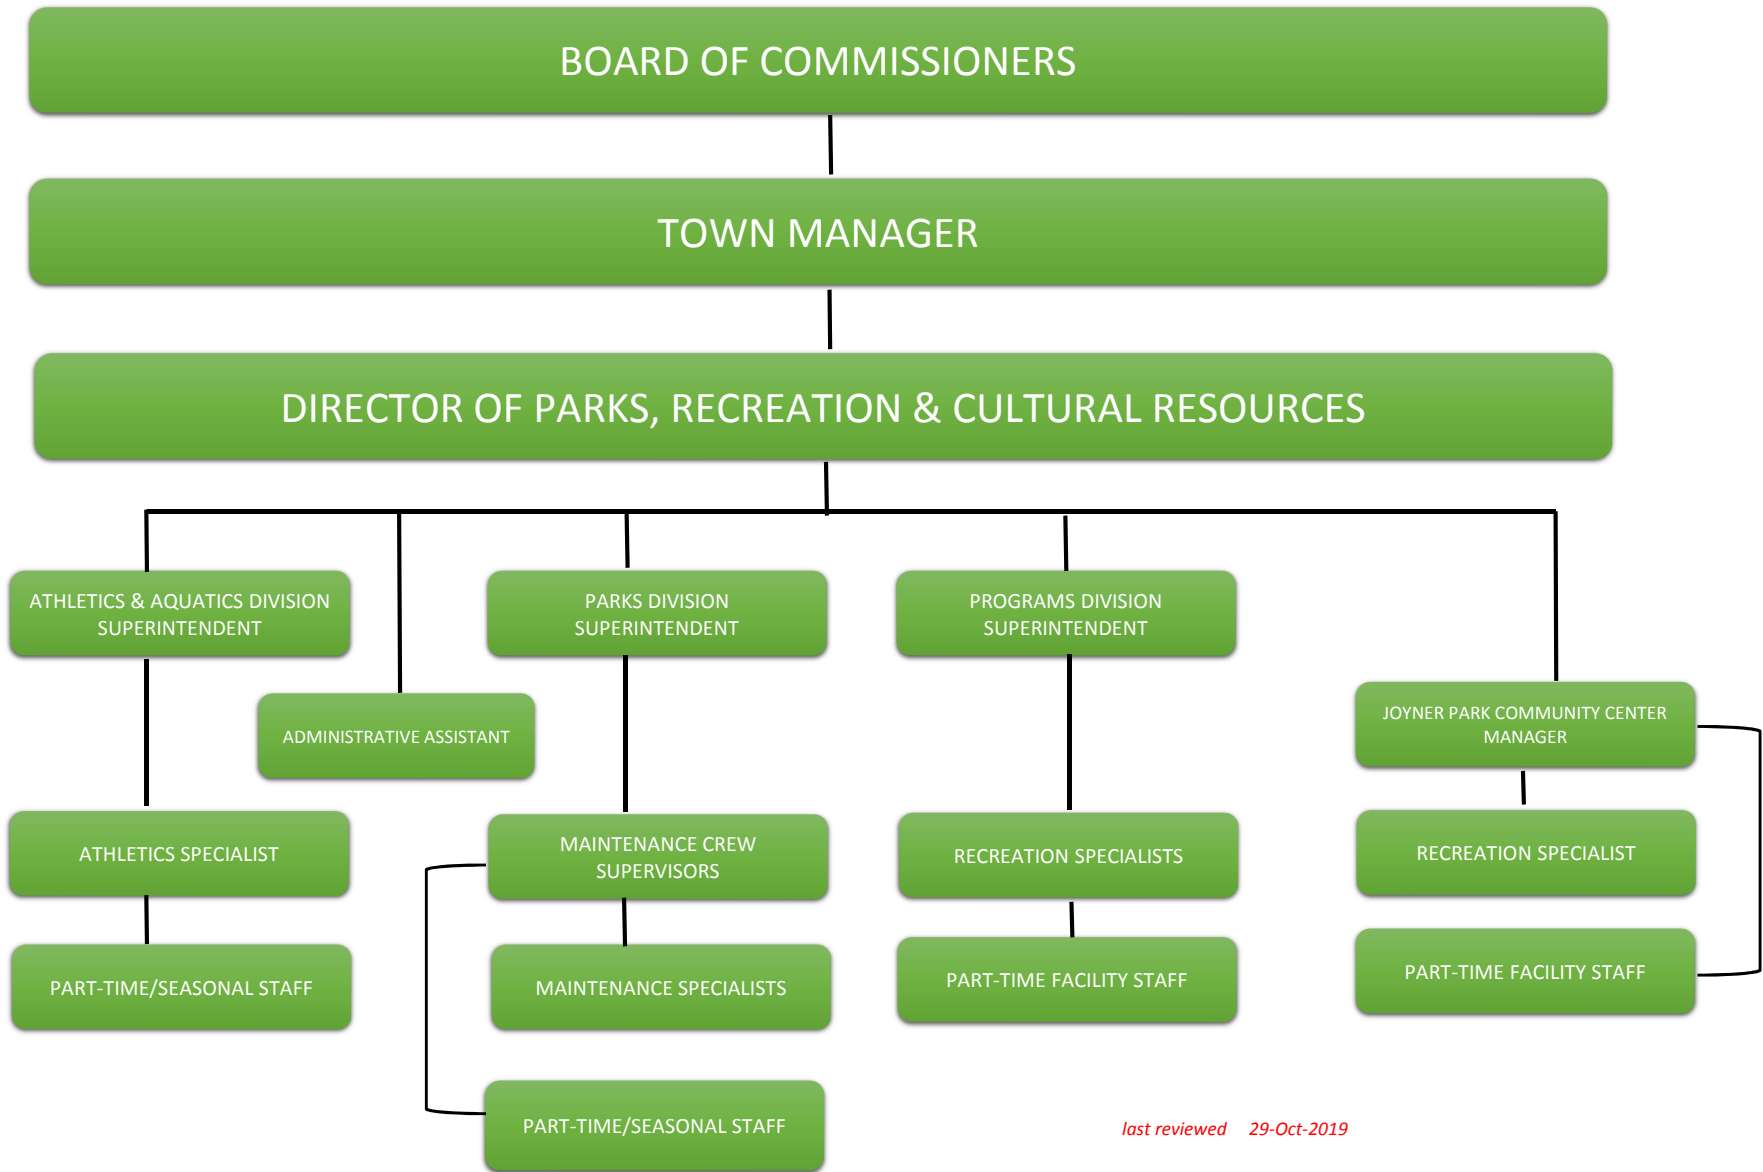 BOARD OF COMMISSIONERS
TOWN MANAGER
DIRECTOR OF PARKS, RECREATION & CULTURAL RESOURCES
ATHLETICS & AQUATICS DIVISION
SUPERINTENDENT
PARKS DIVISION
SUPERINTENDENT
PROGRAMS DIVISION
SUPERINTENDENT
ADMINISTRATIVE ASSISTANT
JOYNER PARK COMMUNITY CENTER
MANAGER
ATHLETICS SPECIALIST
MAINTENANCE CREW
SUPERVISORS
RECREATION SPECIALISTS
RECREATION SPECIALIST
PART-TIME/SEASONAL STAFF
MAINTENANCE SPECIALISTS
PART-TIME FACILITY STAFF
PART-TIME FACILITY STAFF
PART-TIME/SEASONAL STAFF
last reviewed 29-Oct-2019